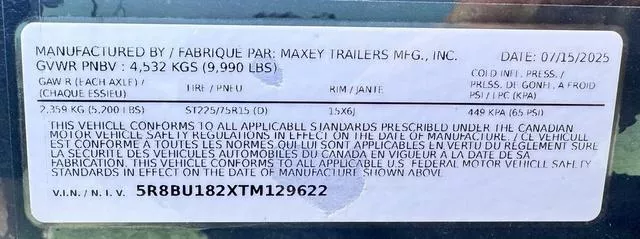 MANUFACTURED BY / FABRIQUE PAR: MAXEY TRAILERS MFG., INC. DATE: 07/15/2025
GVWR PNBV : 4,532 KGS (9,990 LBS)
GAW R (EACH AXLE) / (CHAQUE ESSIEU) TIRE / PNEU RIM / JANTE COLD INFL. PRESS. / PRESS. DE GONFL. A FROID PSI / LPC (KPA)
2,359 KG (5,200 LBS) ST225/75R15 (D) 15X6J 449 KPA (65 PSI)
THIS VEHICLE CONFORMS TO ALL APPLICABLE STANDARDS PRESCRIBED UNDER THE CANADIAN
MOTOR VEHICLE SAFETY REGULATIONS IN EFFECT ON THE DATE OF MANUFACTURE. / CE VEHICULE
EST CONFORME A TOUTES LES NORMES QUI LUI SONT APPLICABLES EN VERTU DU REGLEMENT SUR
LA SECURITE DES VEHICULES AUTOMOBILES DU CANADA EN VIGUEUR A LA DATE DE SA
FABRICATION. THIS VEHICLE CONFORMS TO ALL APPLICABLE U.S. FEDERAL MOTOR VEHICLE SAFETY
STANDARDS IN EFFECT ON THE DATE OF MANUFACTURE SHOWN ABOVE
V.I.N. / N. I. V. 5R8BU182XTM129622